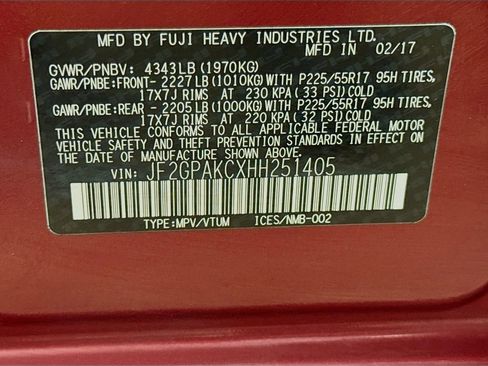 MFD BY FUJI HEAVY INDUSTRIES LTD.
MFD IN 02/17
GVWR/PNBV: 4343LB(1970KG)
GAWR/PNBE:FRONT-2227LB(1010KG)WITH P225/55R17 95H TIRES,
17X7J RIMS AT 230 KPA(33 PSI)COLD
GAWR/PNBE:REAR -2205LB(1000KG)WITH P225/55R17 95H TIRES,
17X7J RIMS AT 220 KPA(32 PSI)COLD
THIS VEHICLE CONFORMS TO ALL APPLICABLE FEDERAL MOTOR
VEHICLE SAFETY AND BUMPER STANDARDS IN EFFECT ON
THE DATE OF MANUFACTURE SHOWN ABOVE.
VIN: JF2GPAKCXHH251405
TYPE:MPV/VTUM ICES/NMB-002